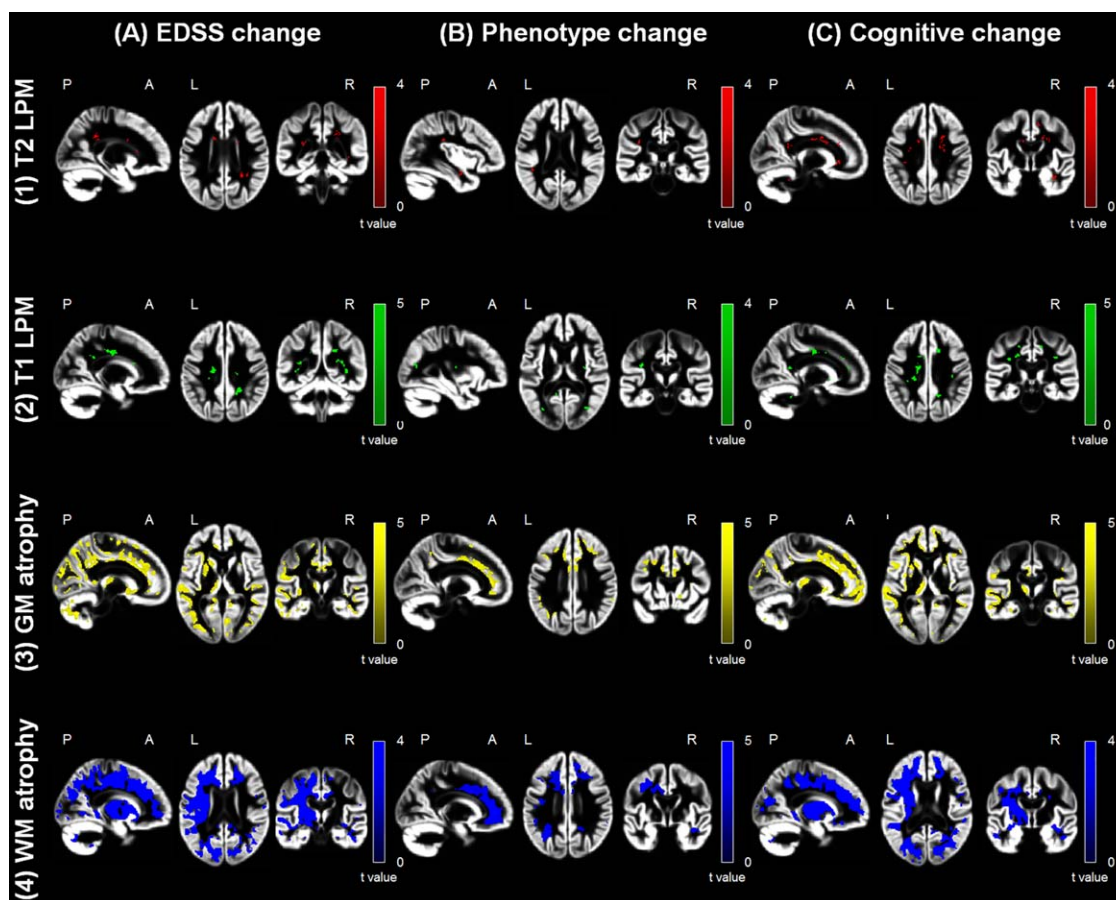 (A) EDSS change (B) Phenotype change (C) Cognitive change
(1) T2 LPM
P A L R 4 P A L R 4 P A L R 4
0 0 0
t value t value t value
(2) T1 LPM
P A L R 5 P A L R 4 P A L R 5
0 0 0
t value t value t value
(3) GM atrophy
P A L R 5 P A L R 5 P A R 5
0 0 0
t value t value t value
(4) WM atrophy
P A L R 4 P A L R 5 P A L R 4
0 0 0
t value t value t value